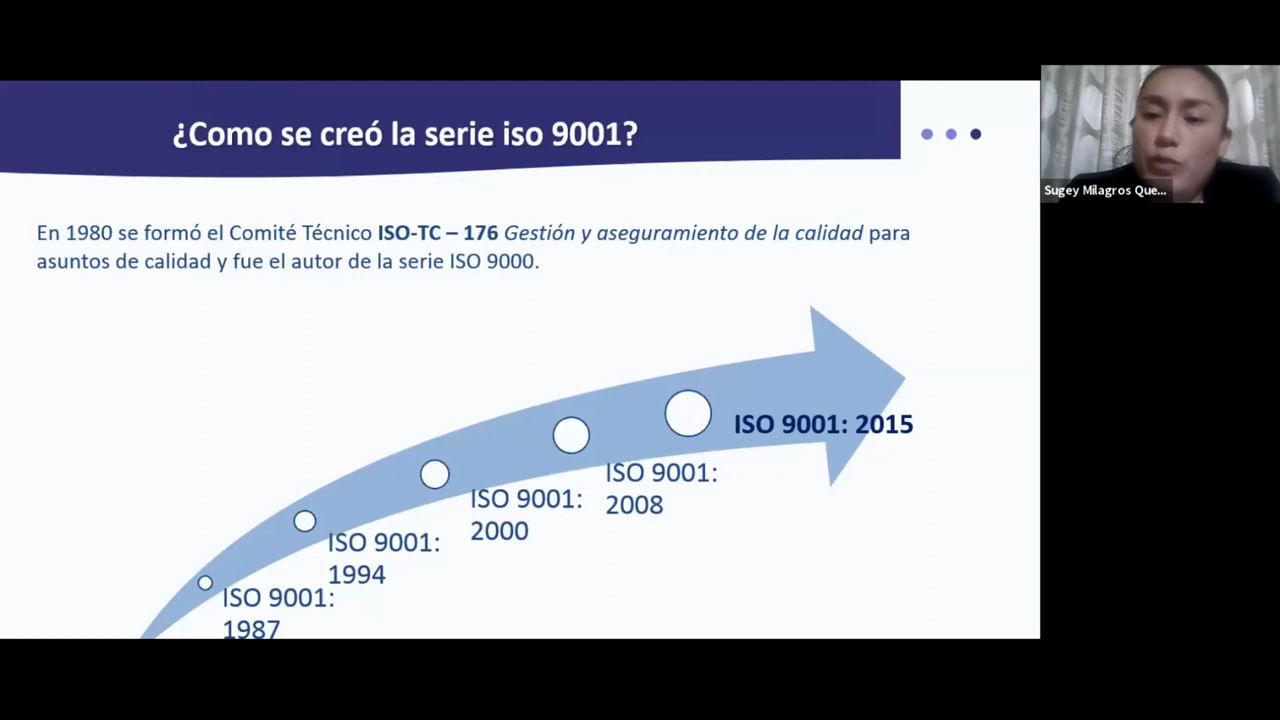 ¿Como se creó la serie iso 9001?
Sugey Milagros Que...
En 1980 se formó el Comité Técnico ISO-TC – 176 Gestión y aseguramiento de la calidad para
asuntos de calidad y fue el autor de la serie ISO 9000.
ISO 9001: 2015
ISO 9001:
2008
ISO 9001:
2000
ISO 9001:
1994
ISO 9001:
1987